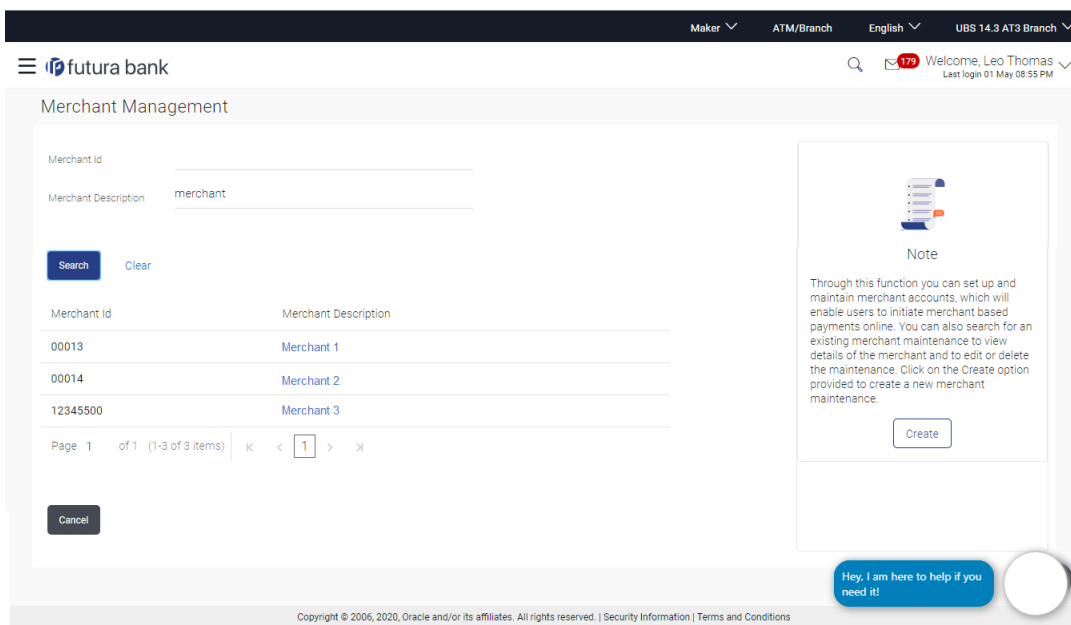 Maker ATM/Branch English UBS 14.3 AT3 Branch
futura bank
179 Welcome, Leo Thomas
Last login 01 May 08:55 PM
Merchant Management
Merchant Id
Merchant Description merchant
Search Clear
Merchant Id Merchant Description
00013 Merchant 1
00014 Merchant 2
12345500 Merchant 3
Page 1 of 1 (1-3 of 3 items) 1
Cancel
Note
Through this function you can set up and
maintain merchant accounts, which will
enable users to initiate merchant based
payments online. You can also search for an
existing merchant maintenance to view
details of the merchant and to edit or delete
the maintenance. Click on the Create option
provided to create a new merchant
maintenance.
Create
Hey, I am here to help if you
need it!
Copyright © 2006, 2020, Oracle and/or its affiliates. All rights reserved. | Security Information | Terms and Conditions